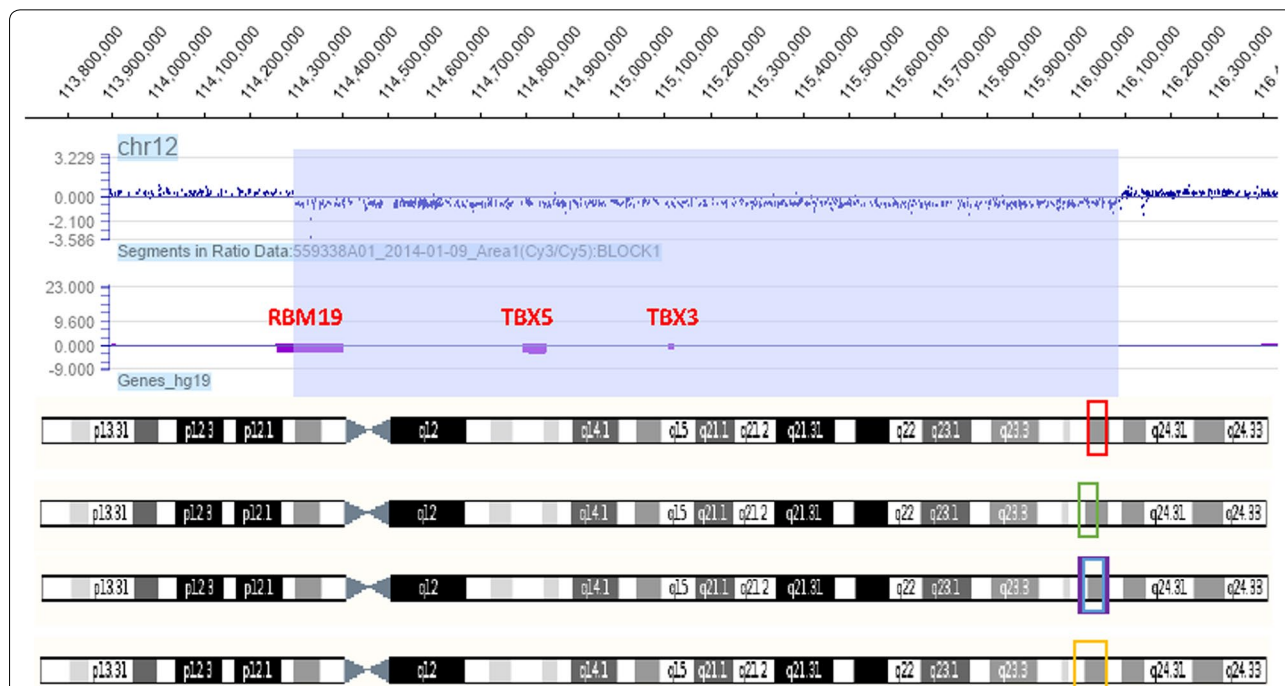 113,800,000 113,900,000 114,000,000 114,100,000 114,200,000 114,300,000 114,400,000 114,500,000 114,600,000 114,700,000 114,800,000 114,900,000 115,000,000 115,100,000 115,200,000 115,300,000 115,400,000 115,500,000 115,600,000 115,700,000 115,800,000 115,900,000 116,000,000 116,100,000 116,200,000 116,300,000
chr12
3.229
0.000
-2.100
-3.586
Segments in Ratio Data:559338A01_2014-01-09_Area1(Cy3/Cy5):BLOCK1
23.000
9.600
0.000
-9.000
RBM19 TBX5 TBX3
Genes_hg19
p13.31 p12.3 p12.1 q12 q14.1 q15 q21.1 q21.2 q21.31 q22 q23.1 q23.3 q24.31 q24.33
p13.31 p12.3 p12.1 q12 q14.1 q15 q21.1 q21.2 q21.31 q22 q23.1 q23.3 q24.31 q24.33
p13.31 p12.3 p12.1 q12 q14.1 q15 q21.1 q21.2 q21.31 q22 q23.1 q23.3 q24.31 q24.33
p13.31 p12.3 p12.1 q12 q14.1 q15 q21.1 q21.2 q21.31 q22 q23.1 q23.3 q24.31 q24.33